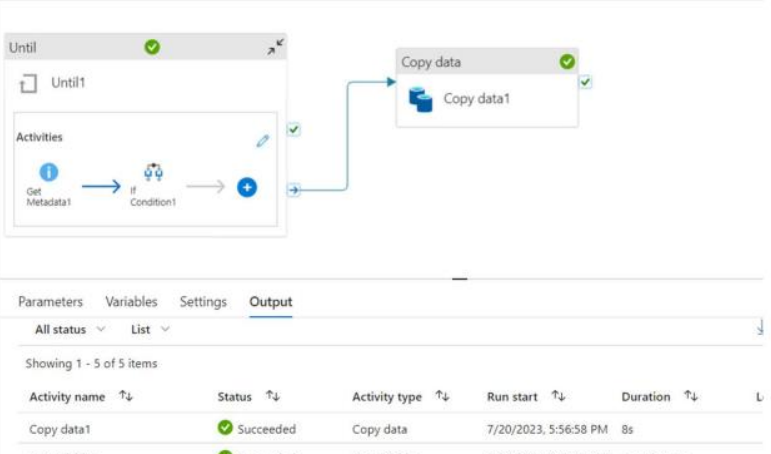 Until
Until1
Activities
Get
Metadata1
If
Condition1
Copy data
Copy data1
Parameters Variables Settings Output
All status List
Showing 1 - 5 of 5 items
Activity name Status Activity type Run start Duration
Copy data1 Succeeded Copy data 7/20/2023, 5:56:58 PM 8s